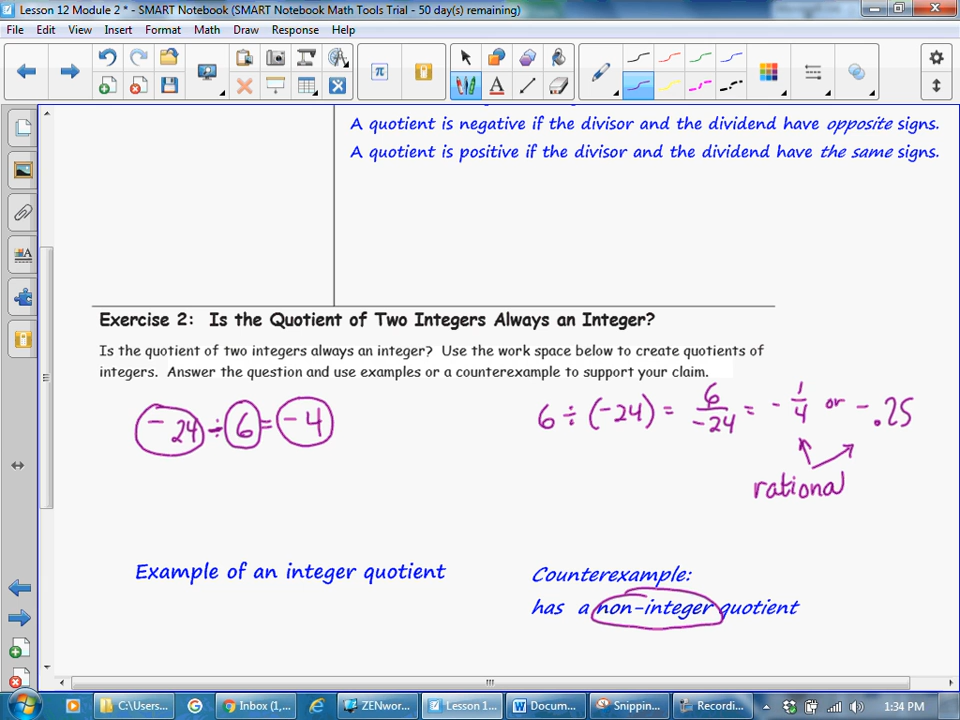 Lesson 12 Module 2 * - SMART Notebook (SMART Notebook Math Tools Trial - 50 day(s) remaining)
File Edit View Insert Format Math Draw Response Help
A quotient is negative if the divisor and the dividend have opposite signs.
A quotient is positive if the divisor and the dividend have the same signs.
Exercise 2: Is the Quotient of Two Integers Always an Integer?
Is the quotient of two integers always an integer? Use the work space below to create quotients of
integers. Answer the question and use examples or a counterexample to support your claim.
-24 ÷ 6 = -4
6 ÷ (-24) = 6/-24 = - 1/4 or -.25
rational
Example of an integer quotient
Counterexample:
has a non-integer quotient
C:\Users... Inbox (1,... ZENwor... Lesson 1... Docum... Snippin... Recordi... 1:34 PM